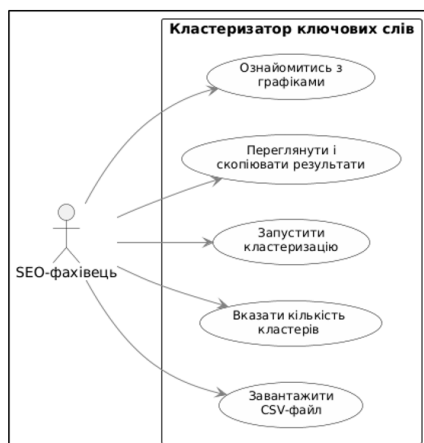 Кластеризатор ключових слів
Ознайомитись з
графіками
Переглянути і
скопіювати результати
Запустити
кластеризацію
SEO-фахівець
Вказати кількість
кластерів
Завантажити
CSV-файл